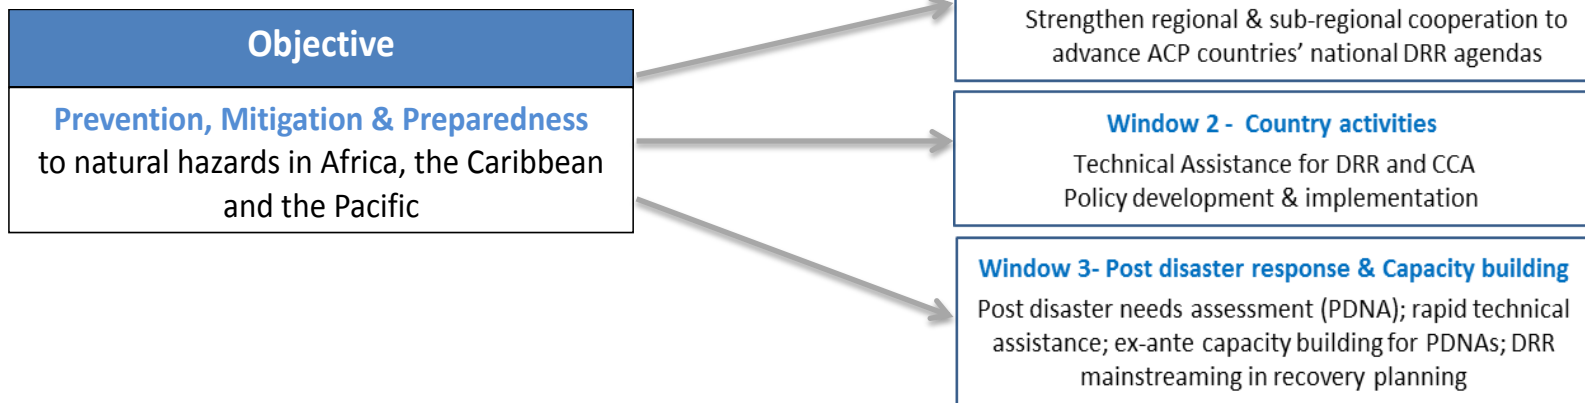 Objective
Prevention, Mitigation & Preparedness
to natural hazards in Africa, the Caribbean
and the Pacific
Strengthen regional & sub-regional cooperation to
advance ACP countries’ national DRR agendas
Window 2 - Country activities
Technical Assistance for DRR and CCA
Policy development & implementation
Window 3- Post disaster response & Capacity building
Post disaster needs assessment (PDNA); rapid technical
assistance; ex-ante capacity building for PDNAs; DRR
mainstreaming in recovery planning